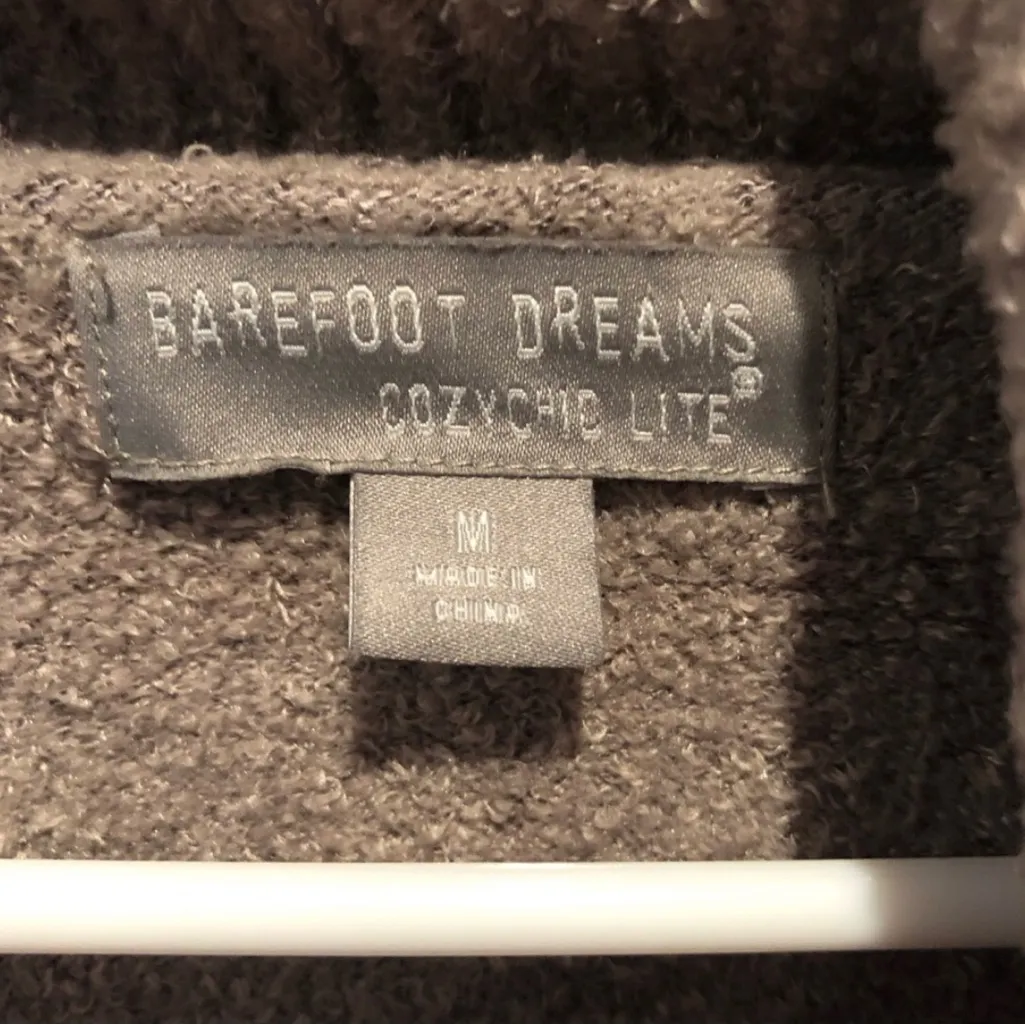 BAREFOOT DREAMS®
COZYCHIC LITE
M
MADE IN
CHINA